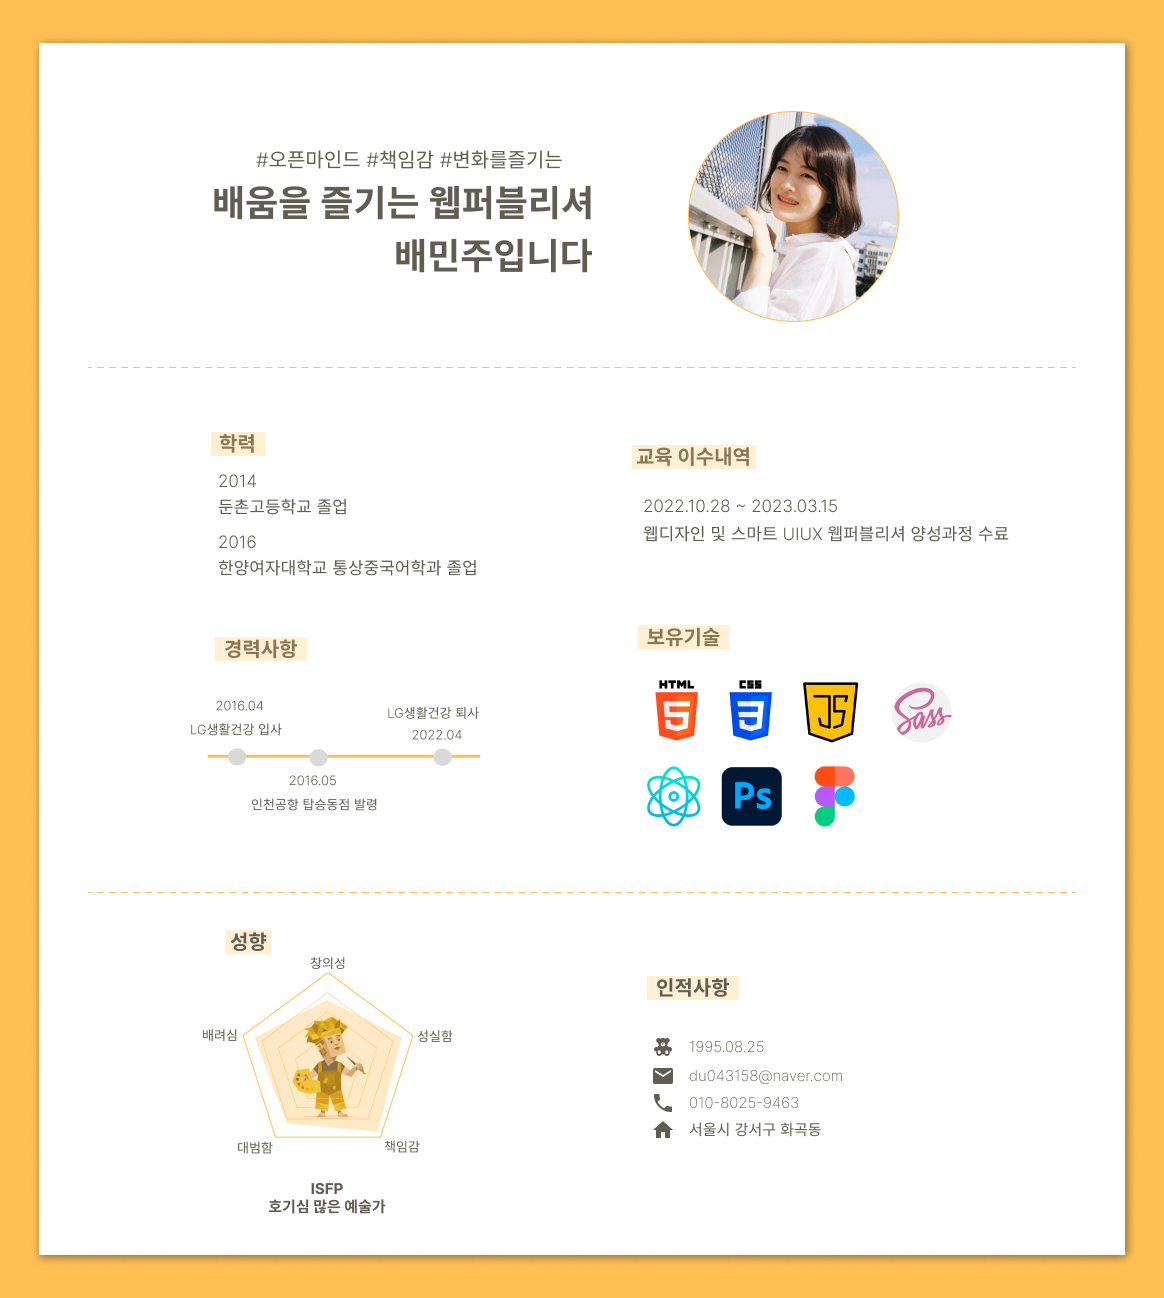 #오픈마인드 #책임감 #변화를즐기는
배움을 즐기는 웹퍼블리셔
배민주입니다
학력
2014
둔촌고등학교 졸업
2016
한양여자대학교 통상중국어학과 졸업
교육 이수내역
2022.10.28 ~ 2023.03.15
웹디자인 및 스마트 UIUX 웹퍼블리셔 양성과정 수료
경력사항
2016.04
LG생활건강 입사
LG생활건강 퇴사
2022.04
2016.05
인천공항 탑승동점 발령
보유기술
HTML
5
CSS
3
JS
Sass
Ps
성향
창의성
배려심
성실함
대범함
책임감
ISFP
호기심 많은 예술가
인적사항
1995.08.25
du043158@naver.com
010-8025-9463
서울시 강서구 화곡동